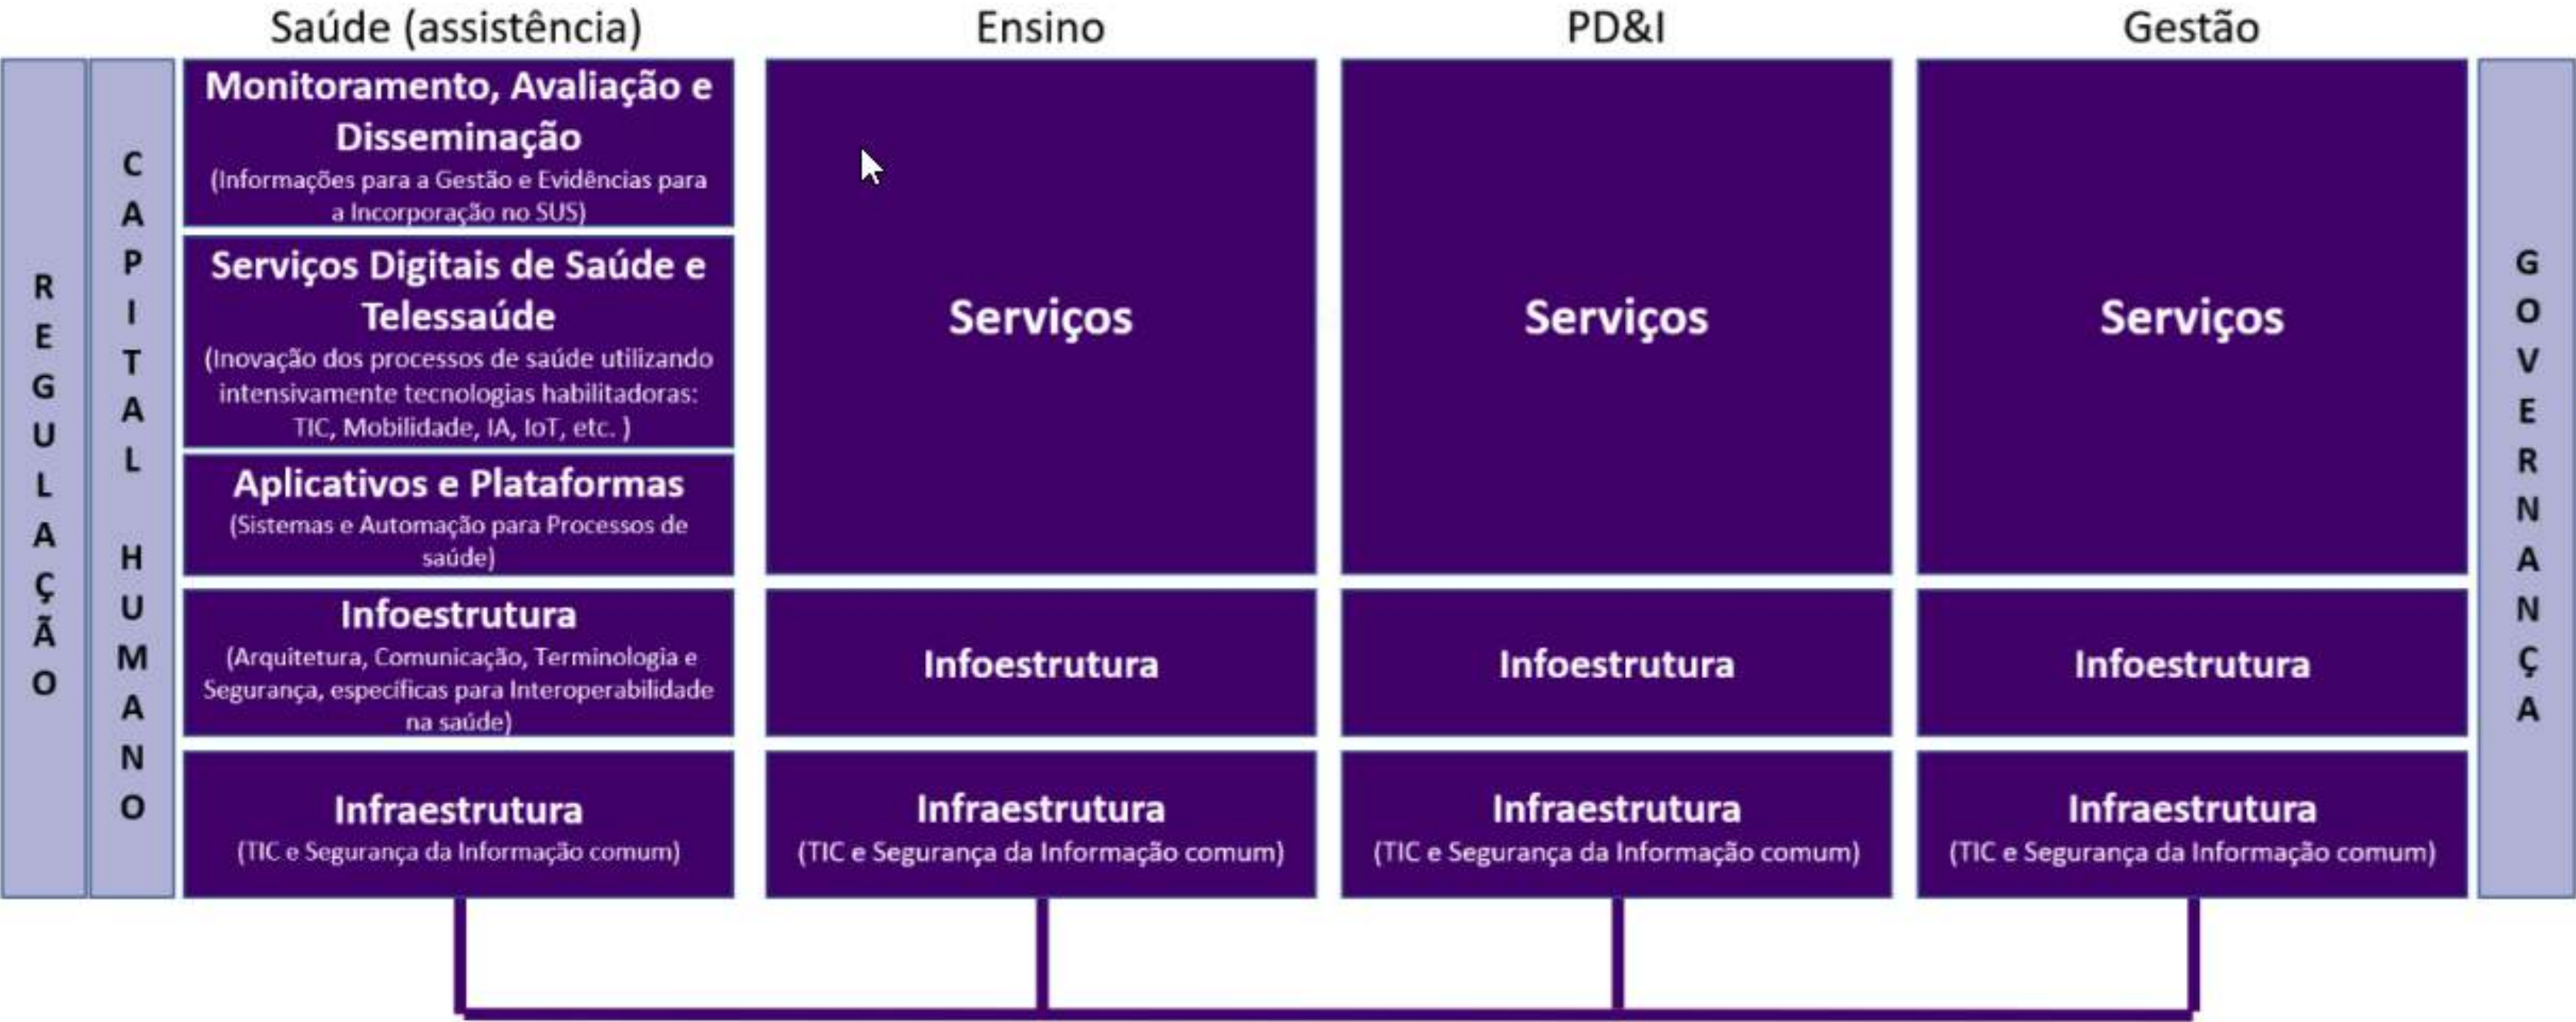 Saúde (assistência)
Ensino
PD&I
Gestão
REGULAÇÃO
CAPITAL HUMANO
Monitoramento, Avaliação e
Disseminação
(Informações para a Gestão e Evidências para
a Incorporação no SUS)
Serviços Digitais de Saúde e
Telessaúde
(Inovação dos processos de saúde utilizando
intensivamente tecnologias habilitadoras:
TIC, Mobilidade, IA, IoT, etc. )
Aplicativos e Plataformas
(Sistemas e Automação para Processos de
saúde)
Infoestrutura
(Arquitetura, Comunicação, Terminologia e
Segurança, específicas para Interoperabilidade
na saúde)
Infraestrutura
(TIC e Segurança da Informação comum)
Serviços
Infoestrutura
Infraestrutura
(TIC e Segurança da Informação comum)
Serviços
Infoestrutura
Infraestrutura
(TIC e Segurança da Informação comum)
Serviços
Infoestrutura
Infraestrutura
(TIC e Segurança da Informação comum)
GOVERNANÇA